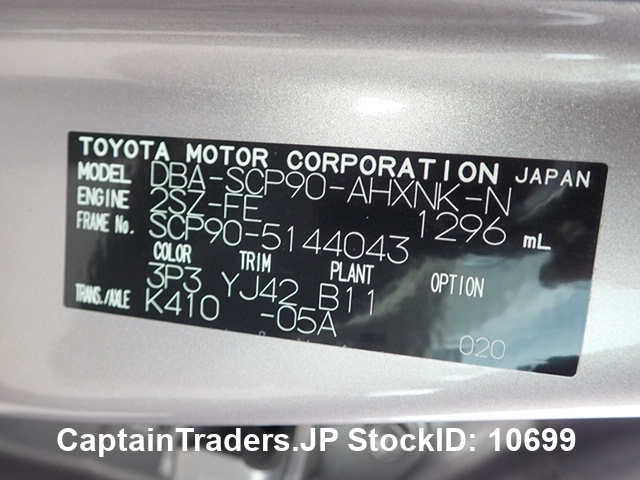 TOYOTA MOTOR CORPORATION JAPAN
MODEL DBA-SCP90-AHXNK-N
ENGINE 2SZ-FE 1296 mL
FRAME No. SCP90-5144043
COLOR TRIM PLANT OPTION
3P3 YJ42 B11
TRANS./AXLE K410 -05A
020
CaptainTraders.JP StockID: 10699